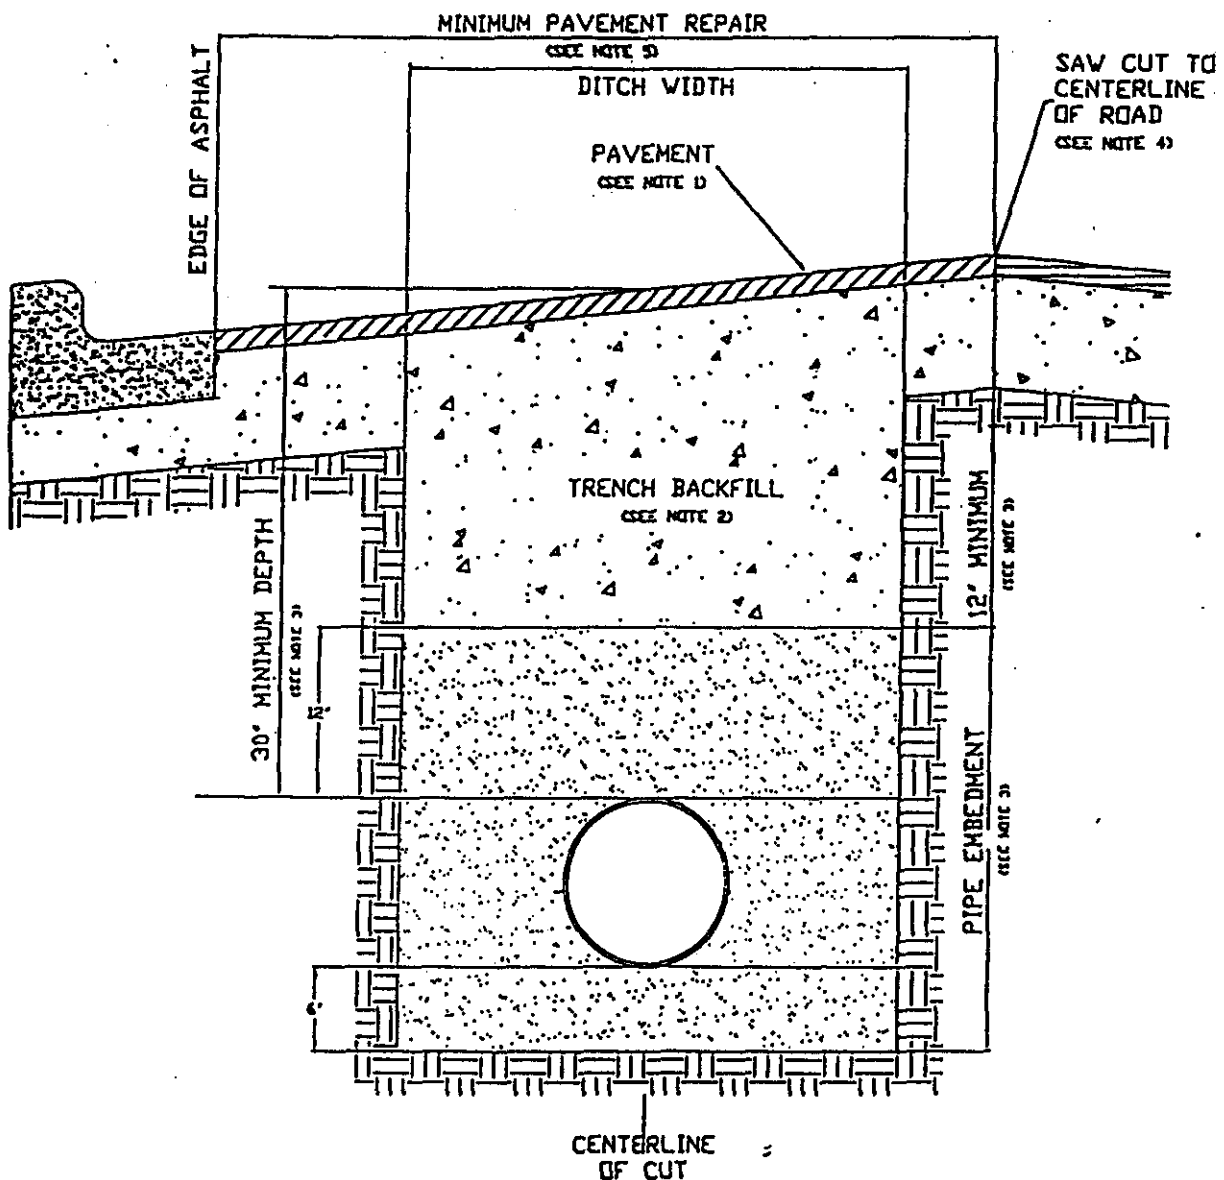 MINIMUM PAVEMENT REPAIR
(SEE NOTE 5)
DITCH WIDTH
EDGE OF ASPHALT
SAW CUT TO
CENTERLINE
OF ROAD
(SEE NOTE 4)
PAVEMENT
(SEE NOTE 1)
TRENCH BACKFILL
(SEE NOTE 2)
30" MINIMUM DEPTH
(SEE NOTE 3)
12"
12" MINIMUM
(SEE NOTE 3)
PIPE EMBEDMENT
(SEE NOTE 3)
6"
CENTERLINE
OF CUT